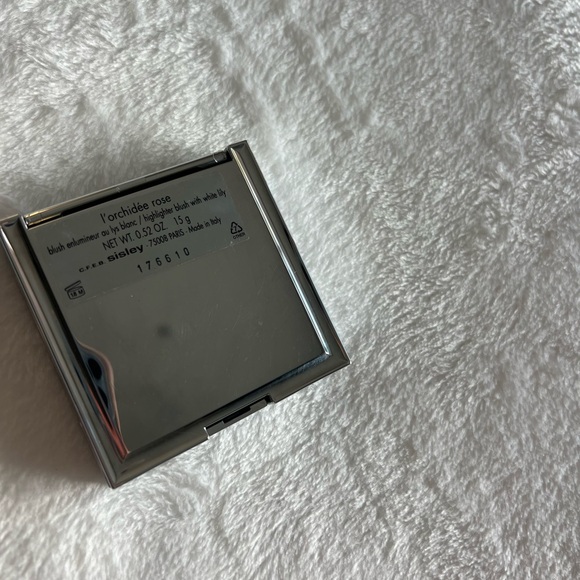 l'orchidée rose
blush enlumineur au lys blanc / highlighter blush with white lily
NET WT. 0.52 OZ. 15 g
C.F.E.B. sisley - 75008 PARIS - Made in Italy
176610
18 M